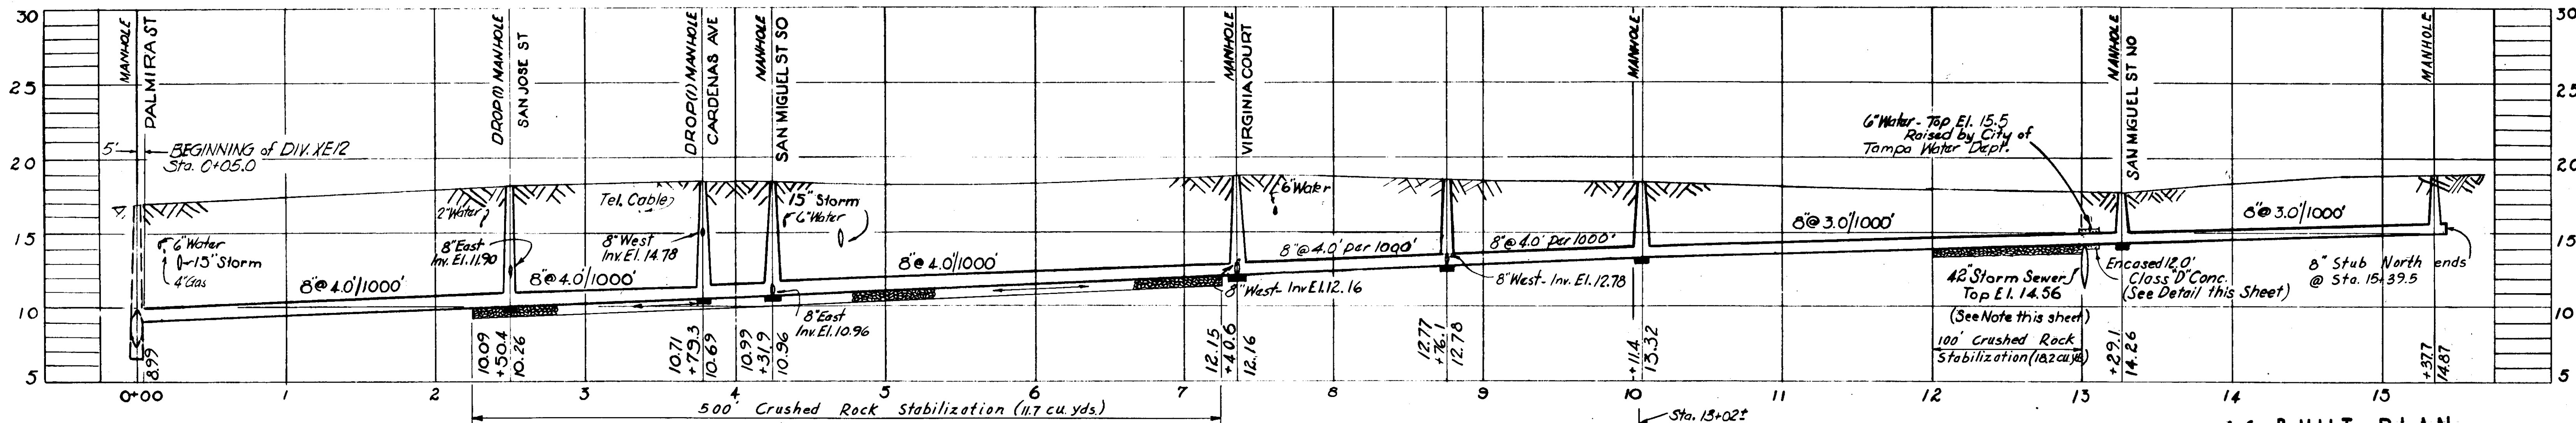 30
25
20
15
10
5
MANHOLE
PALMIRA ST
5'
BEGINNING of DIV. XE12
Sta. 0+05.0
6" Water
15" Storm
4" Gas
8"@ 4.0'/1000'
8.99
DROP(1) MANHOLE
SAN JOSE ST
2" Water
8" East
Inv. El. 11.90
10.09
+50.4
10.26
8"@ 4.0'/1000'
DROP(1) MANHOLE
CARDENAS AVE
Tel. Cable
8" West
Inv. El. 14.78
10.71
+79.3
10.69
MANHOLE
SAN MIGUEL ST SO
15" Storm
6" Water
8" East
Inv. El. 10.96
10.99
+31.9
10.96
8"@ 4.0'/1000'
MANHOLE
VIRGINIA COURT
6" Water
8" West - Inv El. 12.16
12.15
+40.6
12.16
8"@ 4.0' per 1000'
8" West - Inv. El. 12.78
12.77
+76.1
12.78
8"@ 4.0' per 1000'
MANHOLE
+11.4
13.32
8"@ 3.0'/1000'
6" Water - Top El. 15.5
Raised by City of
Tampa Water Dept.
42" Storm Sewer
Top El. 14.56
(See Note this sheet)
100' Crushed Rock
Stabilization (18.2 cu. yds)
Encased 12.0'
Class "D" Conc.
(See Detail this Sheet)
MANHOLE
SAN MIGUEL ST NO
+29.1
14.26
8"@ 3.0'/1000'
MANHOLE
8" Stub North ends
@ Sta. 15+39.5
+37.7
14.87
30
25
20
15
10
5
0+00 1 2 3 4 5 6 7 8 9 10 11 12 13 14 15
500' Crushed Rock Stabilization (11.7 cu. yds.)
Sta. 13+02±
AS BUILT PLAN